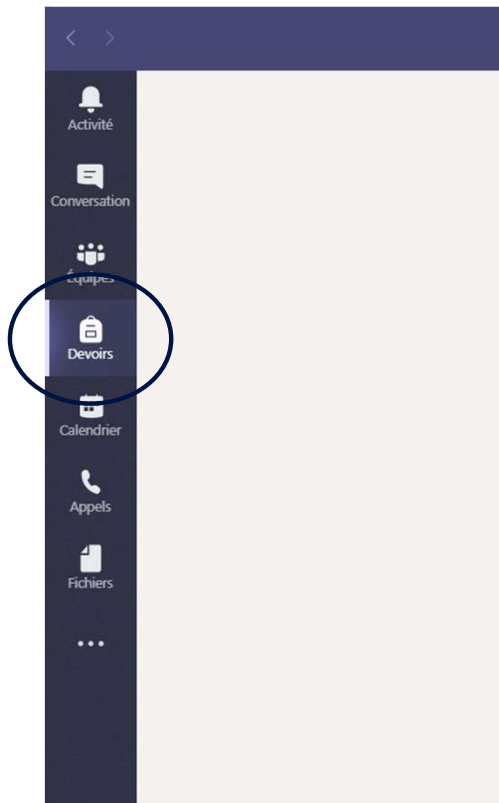 Activité
Conversation
Équipes
Devoirs
Calendrier
Appels
Fichiers